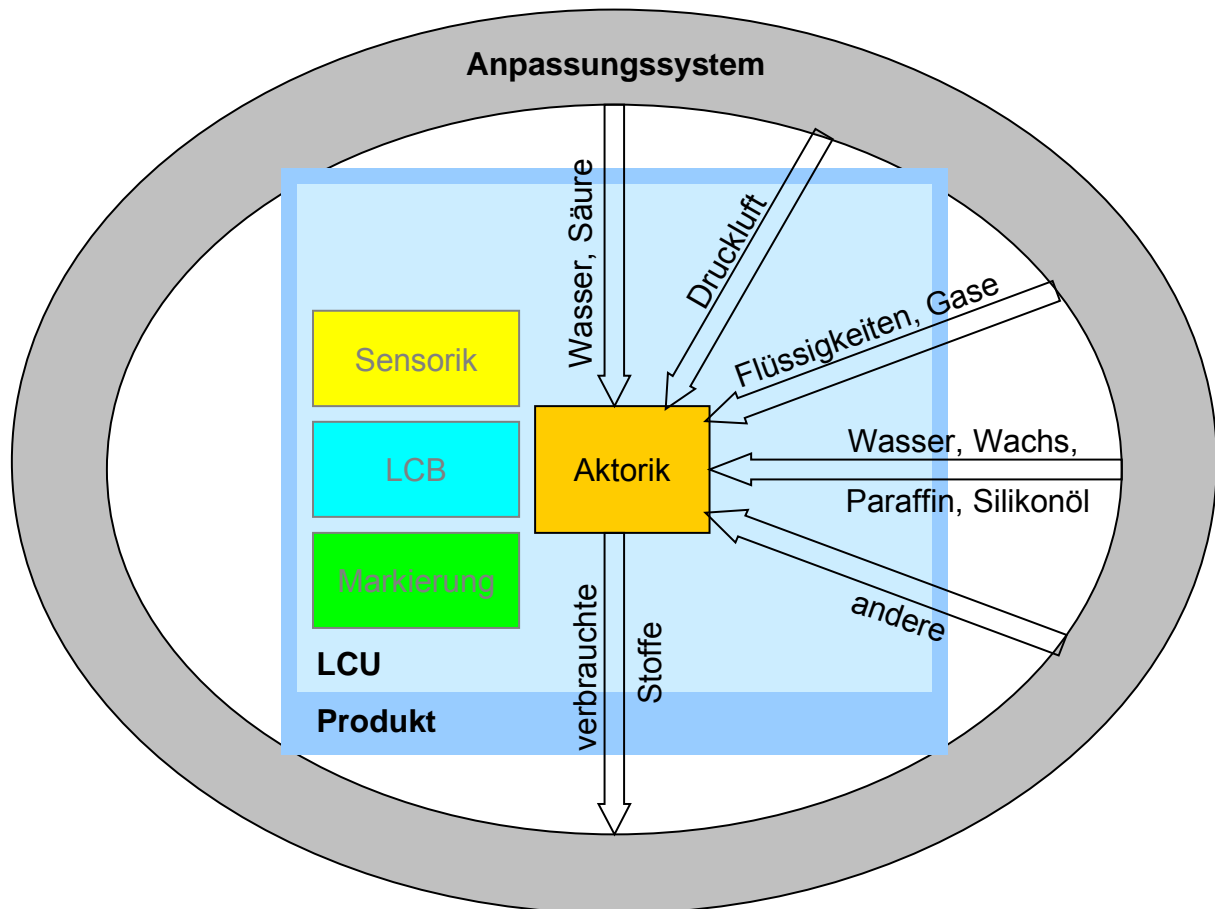 Anpassungssystem
Wasser, Säure
Druckluft
Flüssigkeiten, Gase
Sensorik
LCB
Markierung
Aktorik
Wasser, Wachs,
Paraffin, Silikonöl
andere
verbrauchte
Stoffe
LCU
Produkt